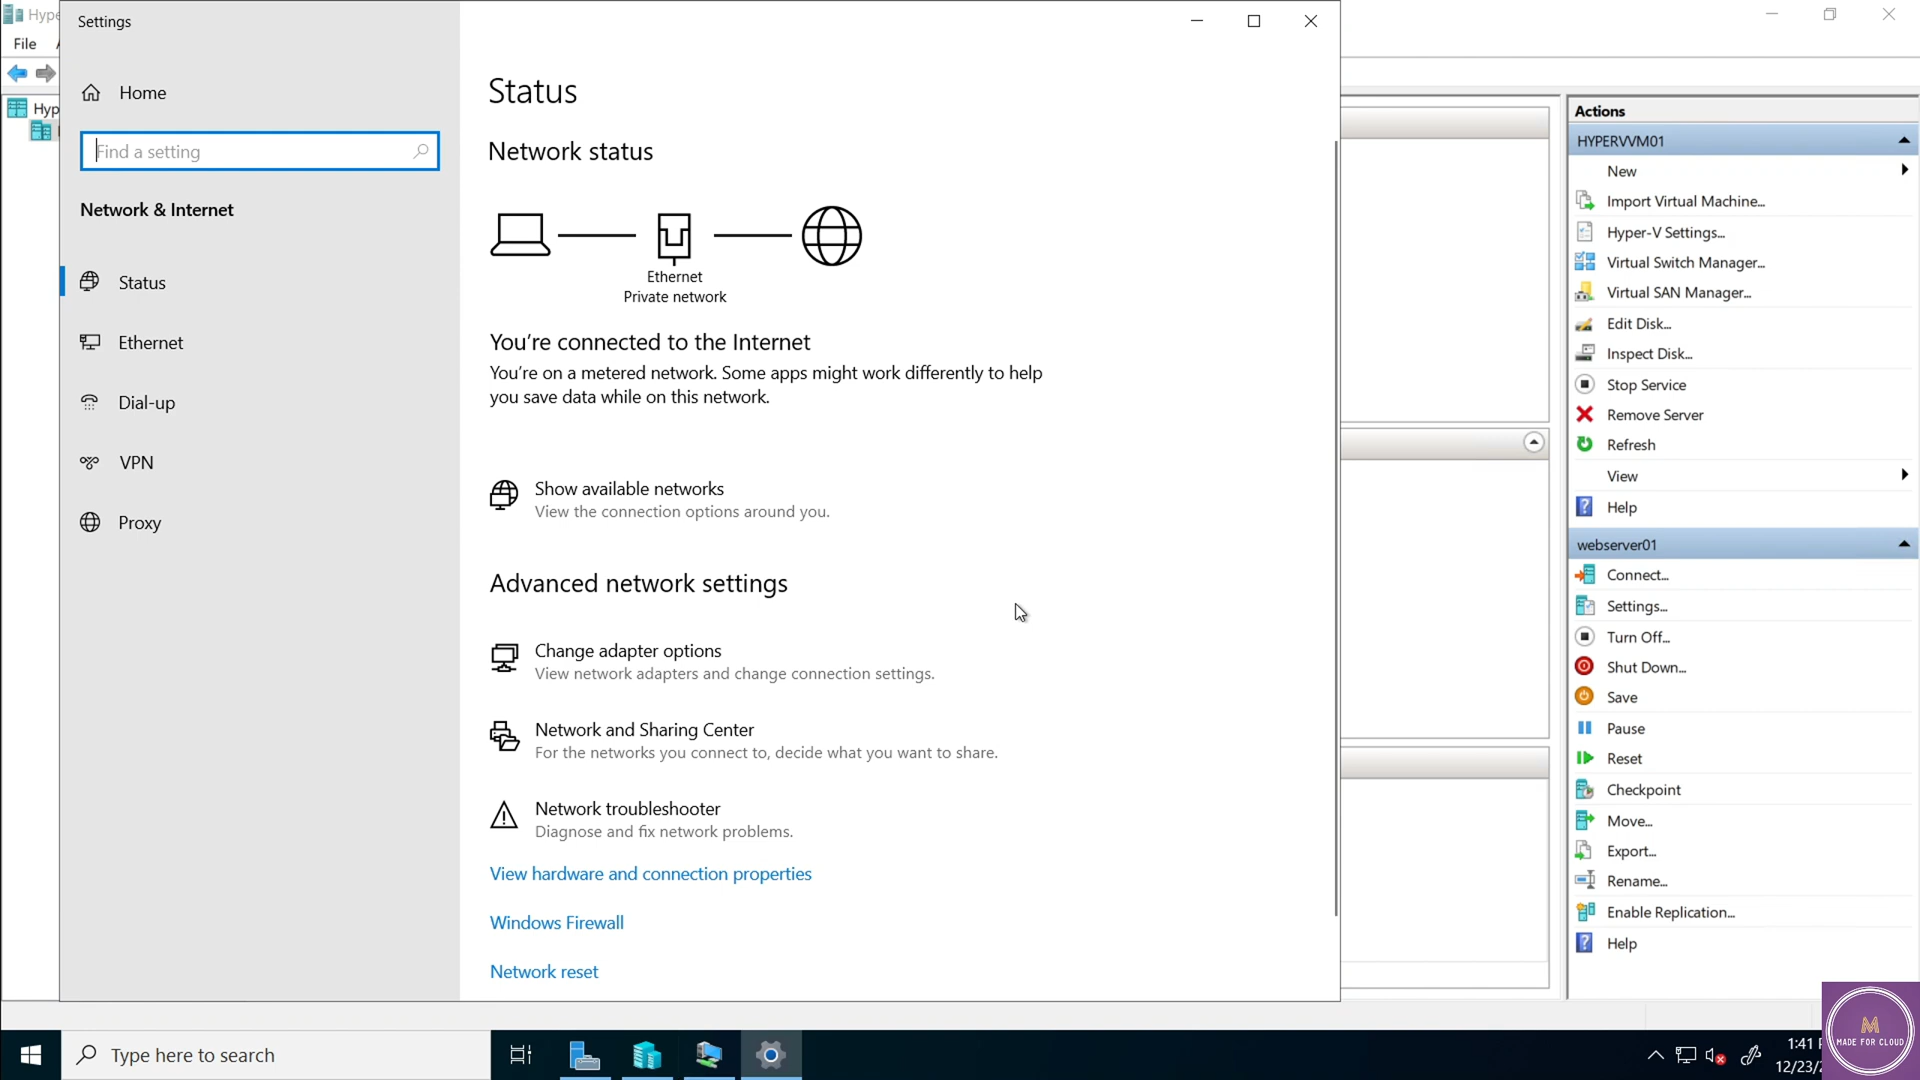 Settings
Home
Find a setting
Network & Internet
Status
Ethernet
Dial-up
VPN
Proxy
Status
Network status
Ethernet
Private network
You're connected to the Internet
You're on a metered network. Some apps might work differently to help
you save data while on this network.
Show available networks
View the connection options around you.
Advanced network settings
Change adapter options
View network adapters and change connection settings.
Network and Sharing Center
For the networks you connect to, decide what you want to share.
Network troubleshooter
Diagnose and fix network problems.
View hardware and connection properties
Windows Firewall
Network reset
Hype
File
Hyp
Actions
HYPERVVM01
New
Import Virtual Machine...
Hyper-V Settings...
Virtual Switch Manager...
Virtual SAN Manager...
Edit Disk...
Inspect Disk...
Stop Service
Remove Server
Refresh
View
Help
webserver01
Connect...
Settings...
Turn Off...
Shut Down...
Save
Pause
Reset
Checkpoint
Move...
Export...
Rename...
Enable Replication...
Help
Type here to search
1:41
12/23/
M
MADE FOR CLOUD